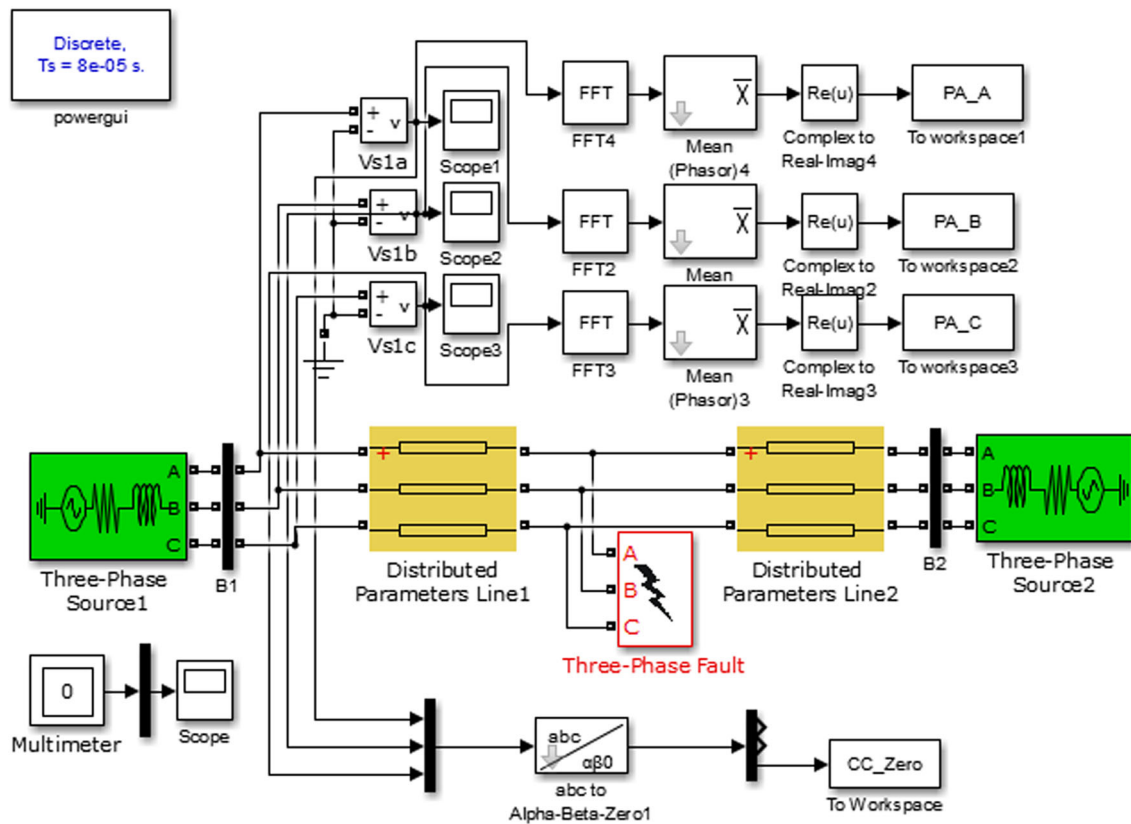 Discrete,
Ts = 8e-05 s.
powergui
+
-
v
Vs1a
Scope1
FFT
FFT4
X
Mean
(Phasor)4
Re(u)
Complex to
Real-Imag4
PA_A
To workspace1
+
-
v
Vs1b
Scope2
FFT
FFT2
X
Mean
Re(u)
Complex to
Real-Imag2
PA_B
To workspace2
+
-
v
Vs1c
Scope3
FFT
FFT3
X
Mean
(Phasor)3
Re(u)
Complex to
Real-Imag3
PA_C
To workspace3
A
B
C
Three-Phase
Source1
B1
+
Distributed
Parameters Line1
A
B
C
Three-Phase Fault
+
Distributed
Parameters Line2
B2
A
B
C
Three-Phase
Source2
0
Multimeter
Scope
abc
αβ0
abc to
Alpha-Beta-Zero1
CC_Zero
To Workspace